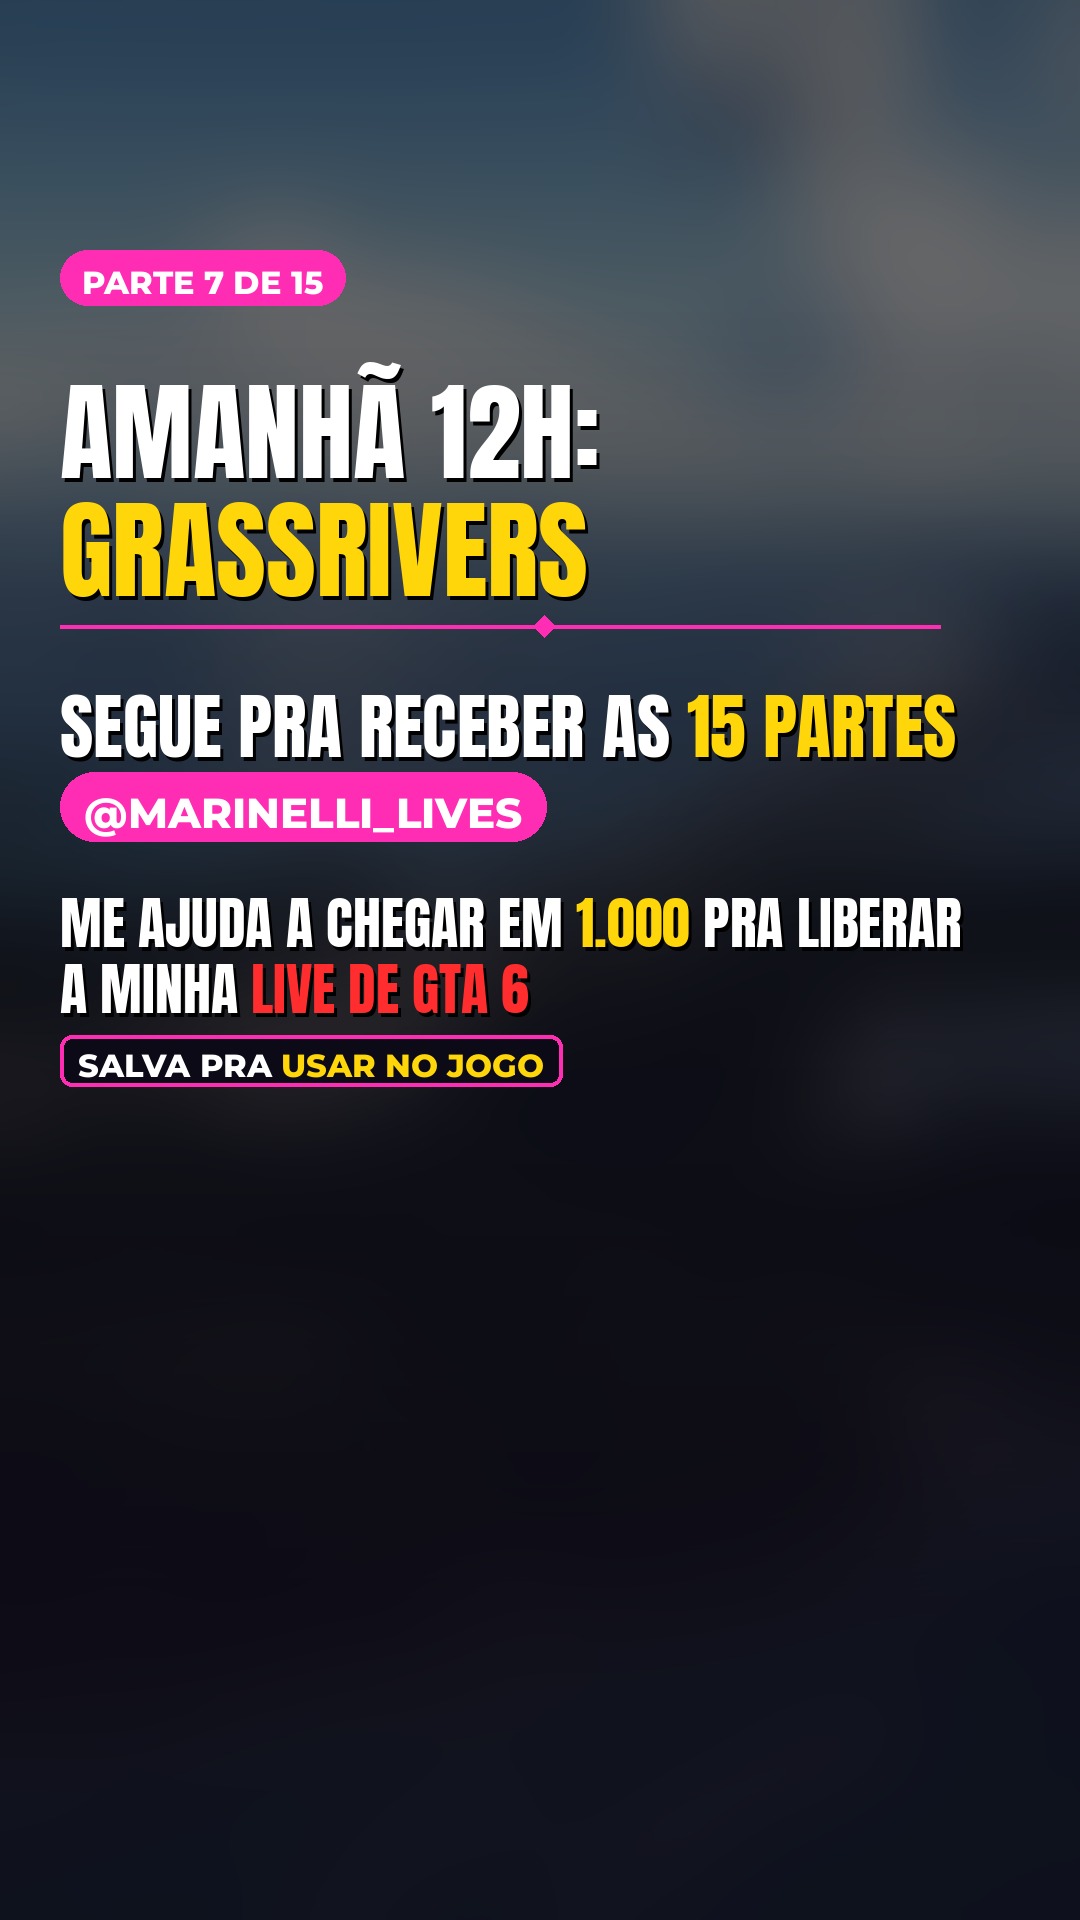 PARTE 7 DE 15
AMANHÃ 12H:
GRASSRIVERS
SEGUE PRA RECEBER AS 15 PARTES
@MARINELLI_LIVES
ME AJUDA A CHEGAR EM 1.000 PRA LIBERAR
A MINHA LIVE DE GTA 6
SALVA PRA USAR NO JOGO